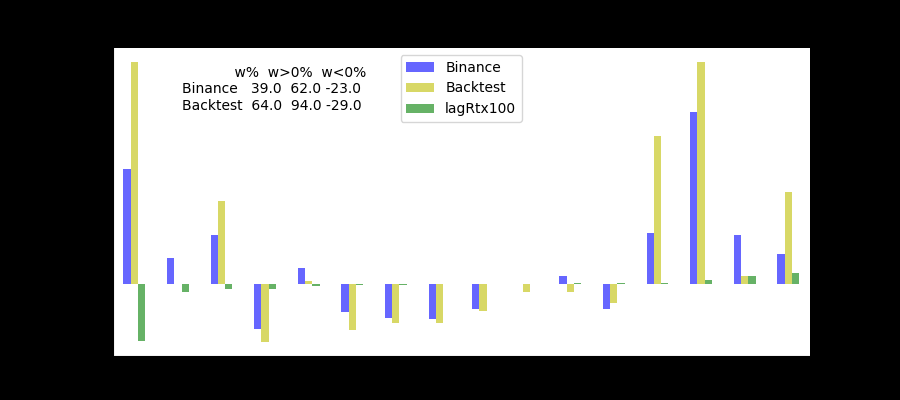 w% w>0% w<0%
Binance 39.0 62.0 -23.0
Backtest 64.0 94.0 -29.0
Binance
Backtest
lagRtx100